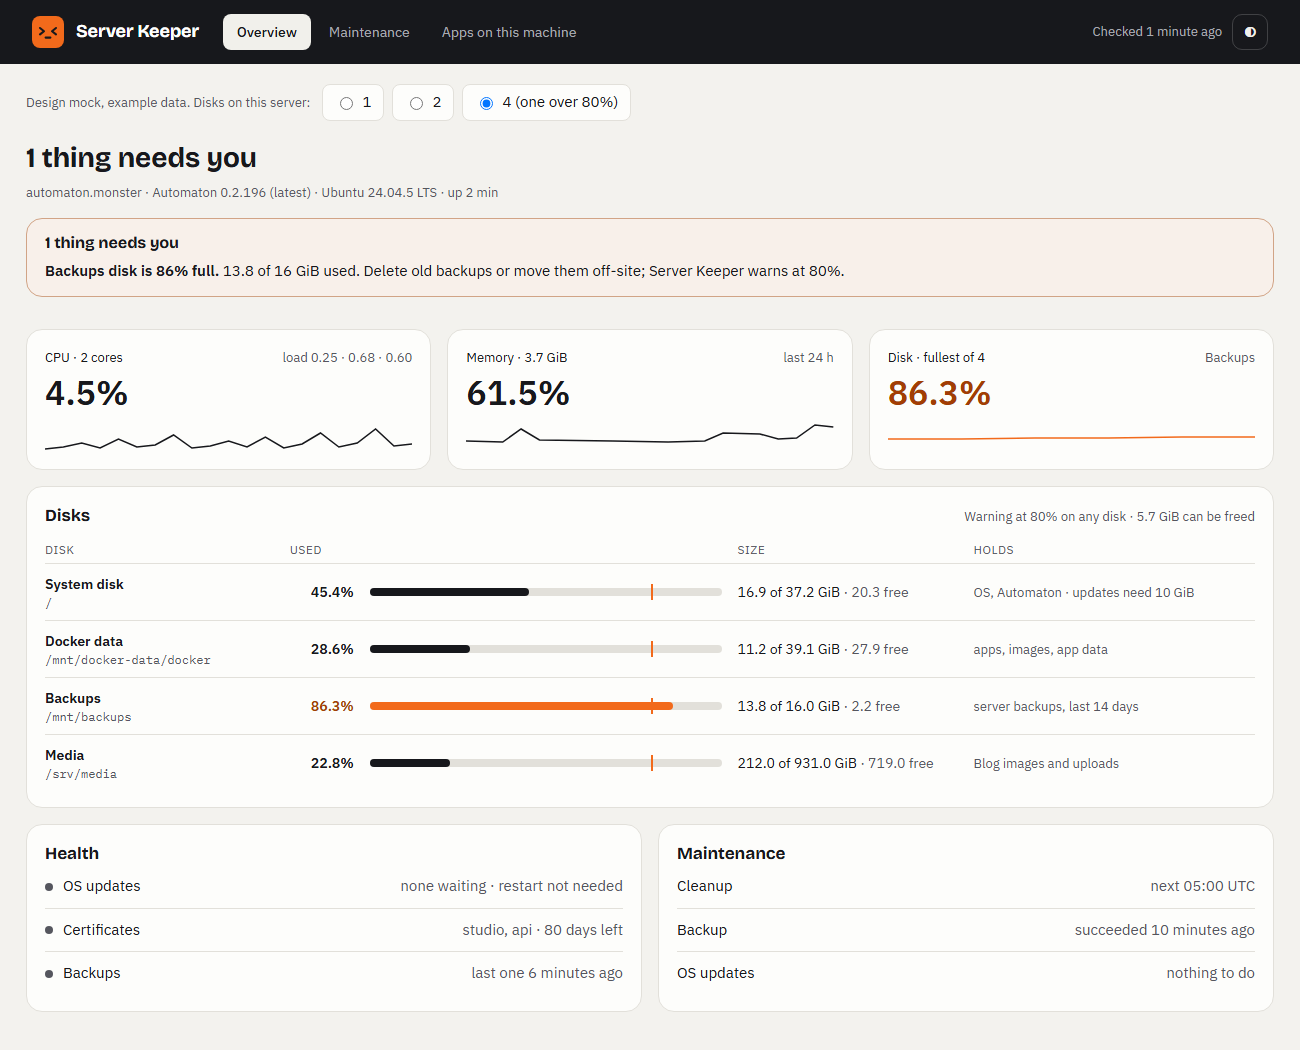 Server Keeper
Overview
Maintenance
Apps on this machine
Checked 1 minute ago
Design mock, example data. Disks on this server:
1
2
4 (one over 80%)
1 thing needs you
automaton.monster · Automaton 0.2.196 (latest) · Ubuntu 24.04.5 LTS · up 2 min
1 thing needs you
Backups disk is 86% full. 13.8 of 16 GiB used. Delete old backups or move them off-site; Server Keeper warns at 80%.
CPU · 2 cores
load 0.25 · 0.68 · 0.60
4.5%
Memory · 3.7 GiB
last 24 h
61.5%
Disk · fullest of 4
Backups
86.3%
Disks
Warning at 80% on any disk · 5.7 GiB can be freed
DISK USED SIZE HOLDS
System disk
/
45.4%
16.9 of 37.2 GiB · 20.3 free
OS, Automaton · updates need 10 GiB
Docker data
/mnt/docker-data/docker
28.6%
11.2 of 39.1 GiB · 27.9 free
apps, images, app data
Backups
/mnt/backups
86.3%
13.8 of 16.0 GiB · 2.2 free
server backups, last 14 days
Media
/srv/media
22.8%
212.0 of 931.0 GiB · 719.0 free
Blog images and uploads
Health
OS updates
none waiting · restart not needed
Certificates
studio, api · 80 days left
Backups
last one 6 minutes ago
Maintenance
Cleanup
next 05:00 UTC
Backup
succeeded 10 minutes ago
OS updates
nothing to do